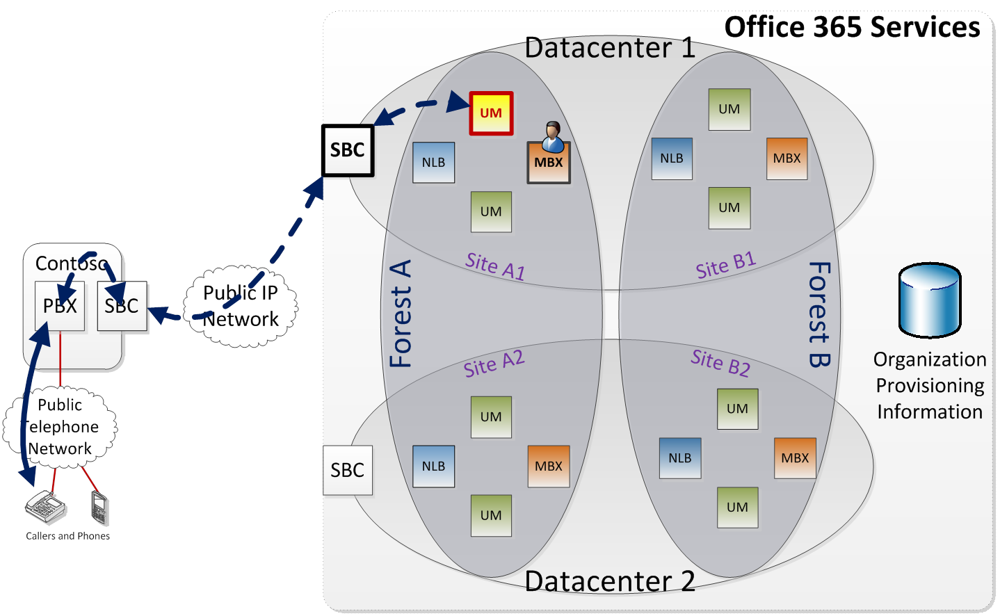 Office 365 Services
Datacenter 1
UM
SBC
NLB
MBX
UM
Site A1
UM
NLB
MBX
UM
Site B1
Contoso
PBX
SBC
Public IP
Network
Forest A
Forest B
Organization
Provisioning
Information
Public
Telephone
Network
Callers and Phones
Site A2
UM
SBC
NLB
MBX
UM
Site B2
UM
NLB
MBX
UM
Datacenter 2